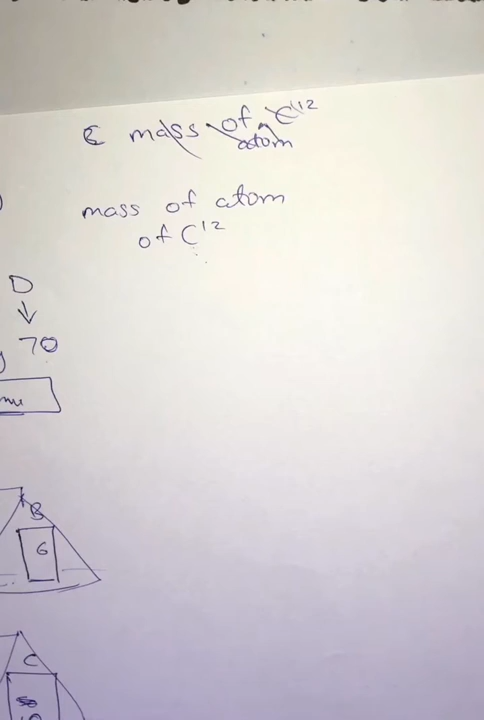 mass of C¹²
atom
mass of atom
of C¹²
D
↓
70
B
6
C